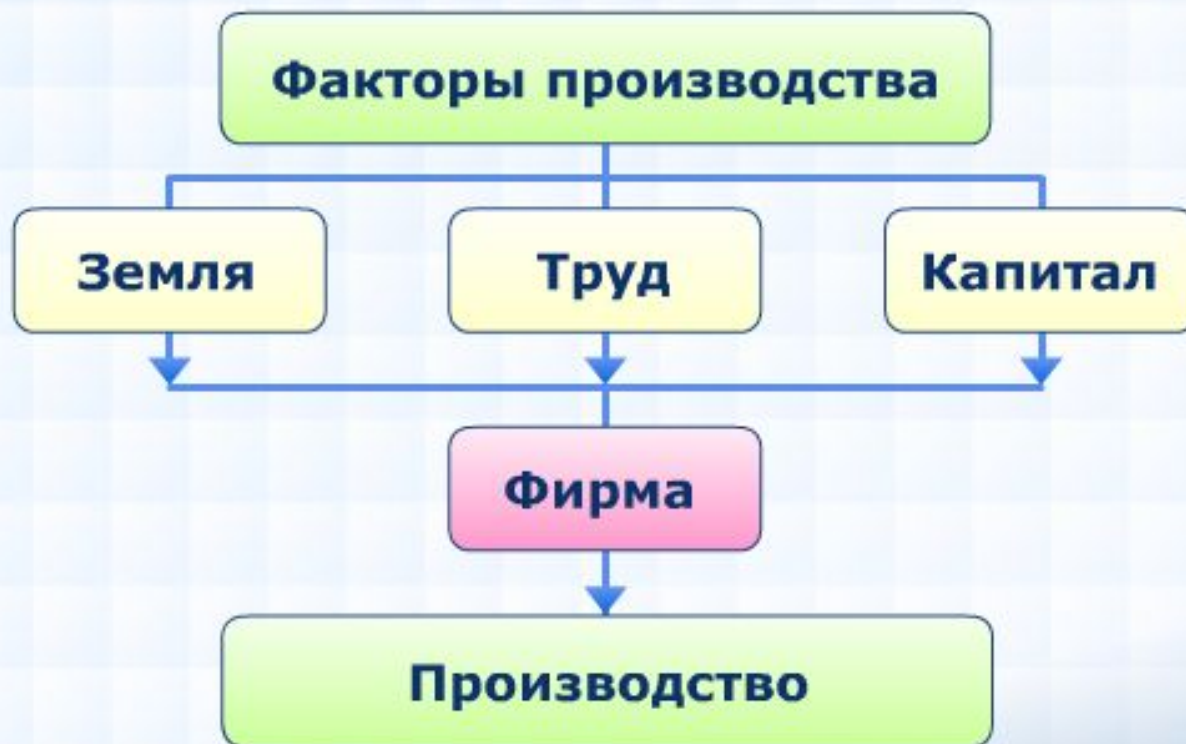 Факторы производства
Земля
Труд
Капитал
Фирма
Производство